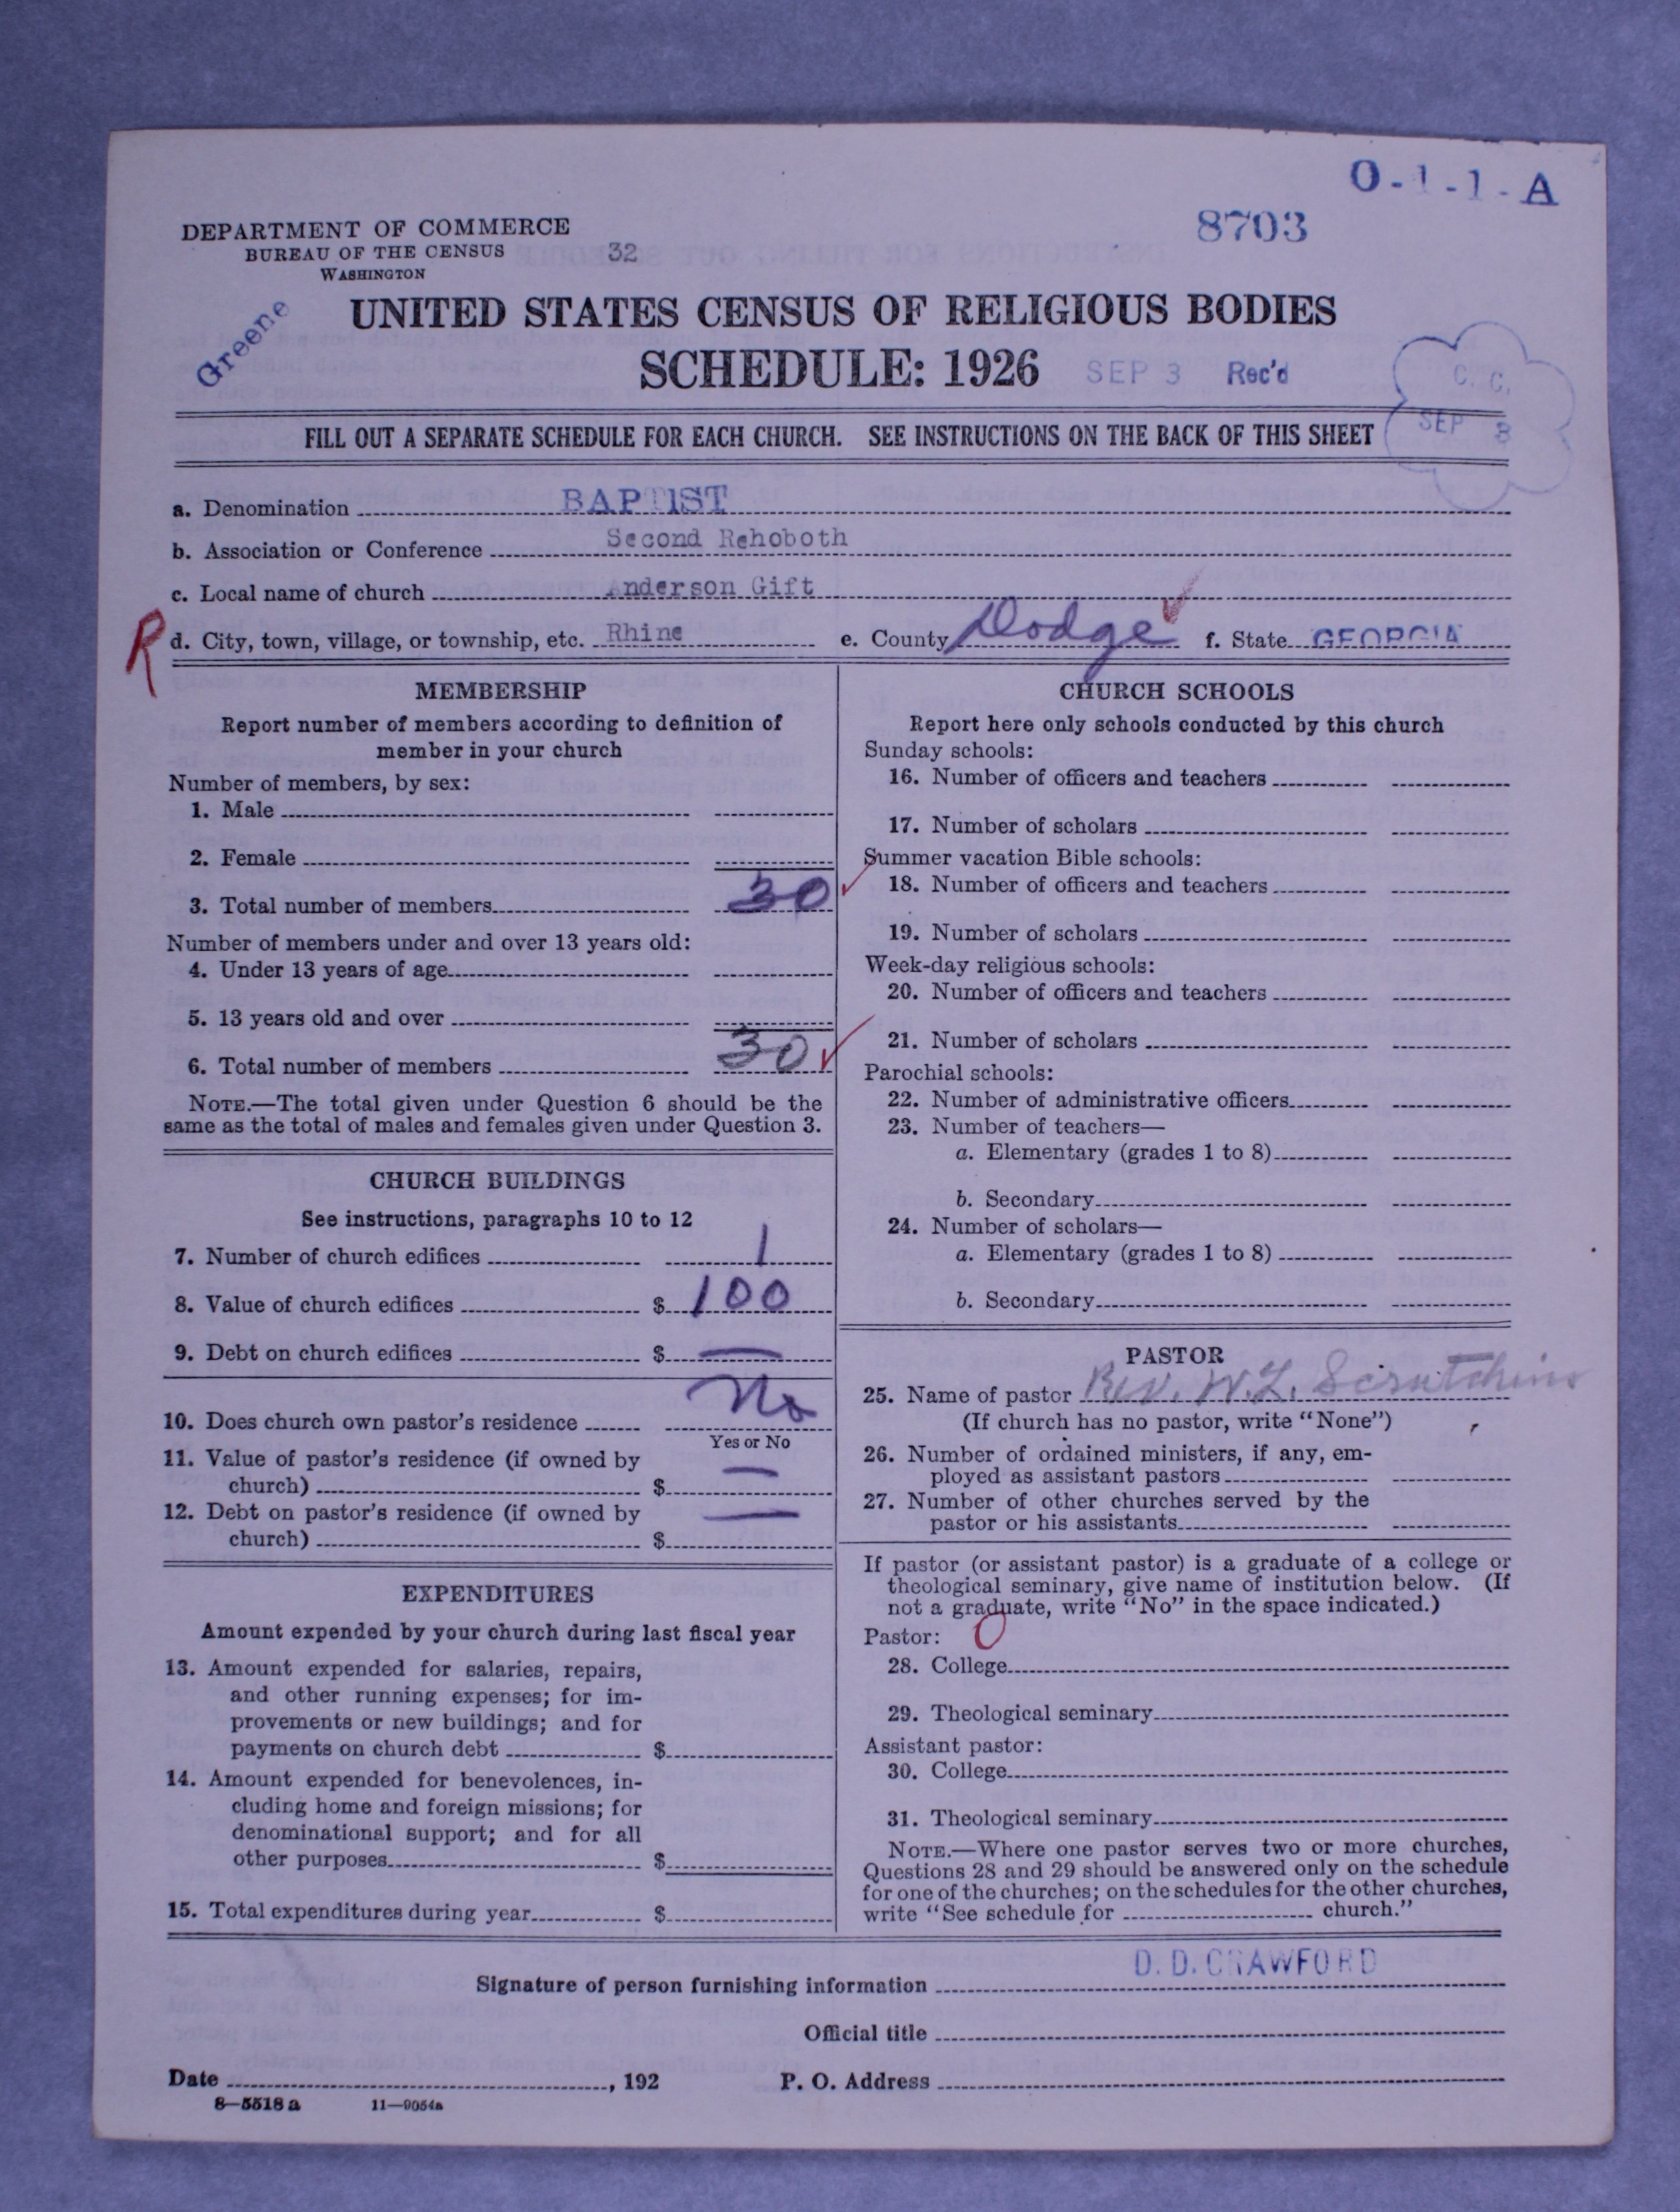 O-1-1-A
8703
DEPARTMENT OF COMMERCE
BUREAU OF THE CENSUS
WASHINGTON
32
Greene
UNITED STATES CENSUS OF RELIGIOUS BODIES
SCHEDULE: 1926
SEP 3 Rec'd
C. C.
SEP 8
FILL OUT A SEPARATE SCHEDULE FOR EACH CHURCH. SEE INSTRUCTIONS ON THE BACK OF THIS SHEET
a. Denomination BAPTIST
b. Association or Conference Second Rehoboth
c. Local name of church Anderson Gift
R d. City, town, village, or township, etc. Rhine e. County Dodge f. State GEORGIA
MEMBERSHIP
Report number of members according to definition of
member in your church
Number of members, by sex:
1. Male
2. Female
3. Total number of members 30
Number of members under and over 13 years old:
4. Under 13 years of age
5. 13 years old and over
6. Total number of members 30
NOTE.—The total given under Question 6 should be the
same as the total of males and females given under Question 3.
CHURCH BUILDINGS
See instructions, paragraphs 10 to 12
7. Number of church edifices 1
8. Value of church edifices $ 100
9. Debt on church edifices $ —
10. Does church own pastor's residence No
Yes or No
11. Value of pastor's residence (if owned by
church) $ —
12. Debt on pastor's residence (if owned by
church) $ —
EXPENDITURES
Amount expended by your church during last fiscal year
13. Amount expended for salaries, repairs,
and other running expenses; for im-
provements or new buildings; and for
payments on church debt $
14. Amount expended for benevolences, in-
cluding home and foreign missions; for
denominational support; and for all
other purposes $
15. Total expenditures during year $
CHURCH SCHOOLS
Report here only schools conducted by this church
Sunday schools:
16. Number of officers and teachers
17. Number of scholars
Summer vacation Bible schools:
18. Number of officers and teachers
19. Number of scholars
Week-day religious schools:
20. Number of officers and teachers
21. Number of scholars
Parochial schools:
22. Number of administrative officers
23. Number of teachers—
a. Elementary (grades 1 to 8)
b. Secondary
24. Number of scholars—
a. Elementary (grades 1 to 8)
b. Secondary
PASTOR
25. Name of pastor Rev. W. L. Scrutchins
(If church has no pastor, write "None")
26. Number of ordained ministers, if any, em-
ployed as assistant pastors
27. Number of other churches served by the
pastor or his assistants
If pastor (or assistant pastor) is a graduate of a college or
theological seminary, give name of institution below. (If
not a graduate, write "No" in the space indicated.)
Pastor: 0
28. College
29. Theological seminary
Assistant pastor:
30. College
31. Theological seminary
NOTE.—Where one pastor serves two or more churches,
Questions 28 and 29 should be answered only on the schedule
for one of the churches; on the schedules for the other churches,
write "See schedule for church."
Signature of person furnishing information D. D. CRAWFORD
Official title
Date , 192 P. O. Address
8—5518 a 11—9054a